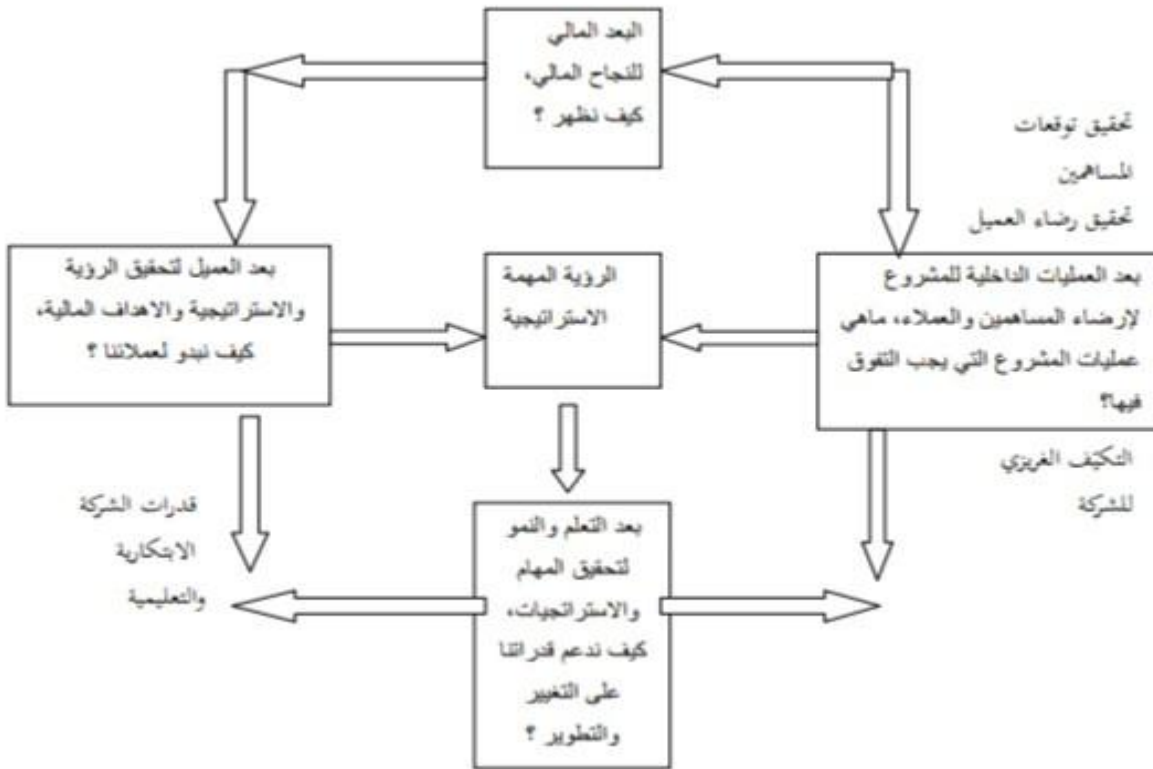 البعد المالي
للنجاح المالي،
كيف نظهر ؟
تحقيق توقعات
المساهمين
تحقيق رضاء العميل
بعد العمليات الداخلية للمشروع
لإرضاء المساهمين والعملاء، ماهي
عمليات المشروع التي يجب التفوق
فيها؟
الرؤية المهمة
الاستراتيجية
بعد العميل لتحقيق الرؤية
والاستراتيجية والاهداف المالية،
كيف نبدو لعملائنا ؟
التكيّف الغريزي
للشركة
قدرات الشركة
الابتكارية
والتعليمية
بعد التعلم والنمو
لتحقيق المهام
والاستراتجيات،
كيف ندعم قدراتنا
على التغيير
والتطوير ؟